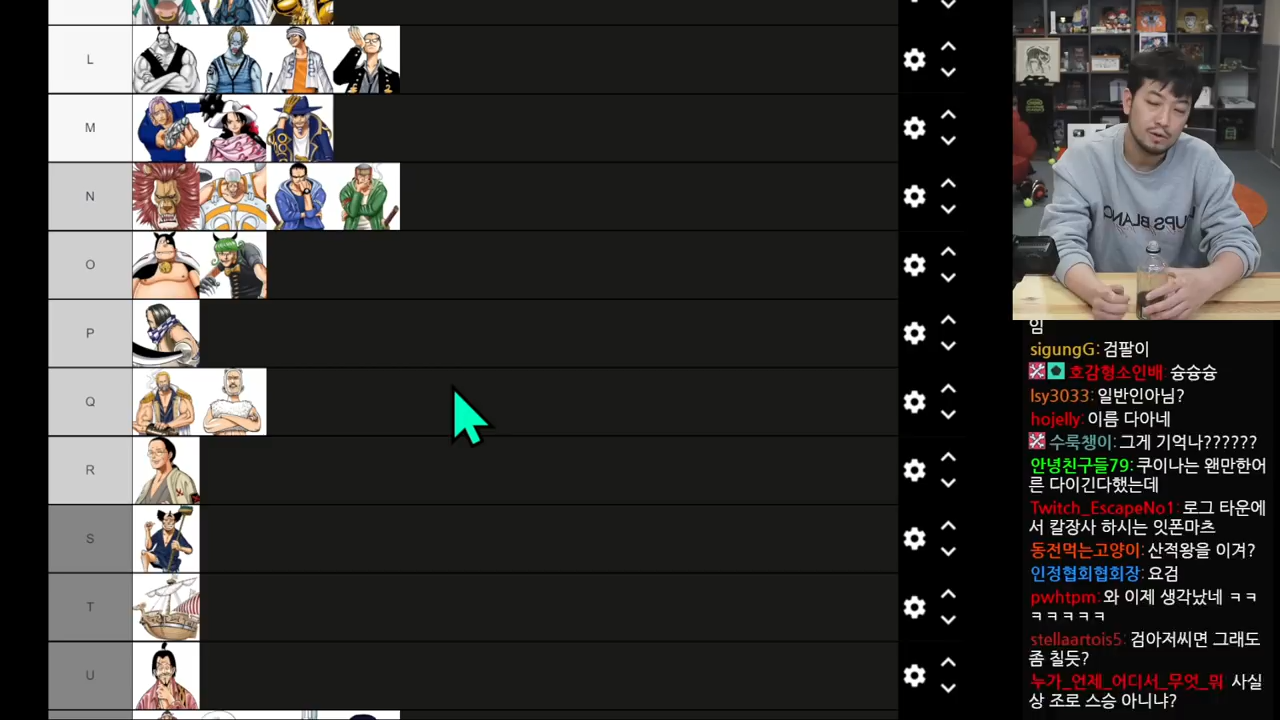 L
M
N
O
P
Q
R
S
T
U
LUPS BLANC
임
sigungG: 검팔이
호감형소인배: 슝슝슝
lsy3033: 일반인아님?
hojelly: 이름 다아네
수룩챙이: 그게 기억나??????
안녕친구들79: 쿠이나는 왠만한어
른 다이긴다했는데
Twitch_EscapeNo1: 로그 타운에
서 칼장사 하시는 잇폰마츠
동전먹는고양이: 산적왕을 이겨?
인정협회협회장: 요검
pwhtpm: 와 이제 생각났네 ㅋㅋ
ㅋㅋㅋㅋㅋ
stellaartois5: 검아저씨면 그래도
좀 칠듯?
누가_언제_어디서_무엇_뭐 사실
상 조로 스승 아니냐?